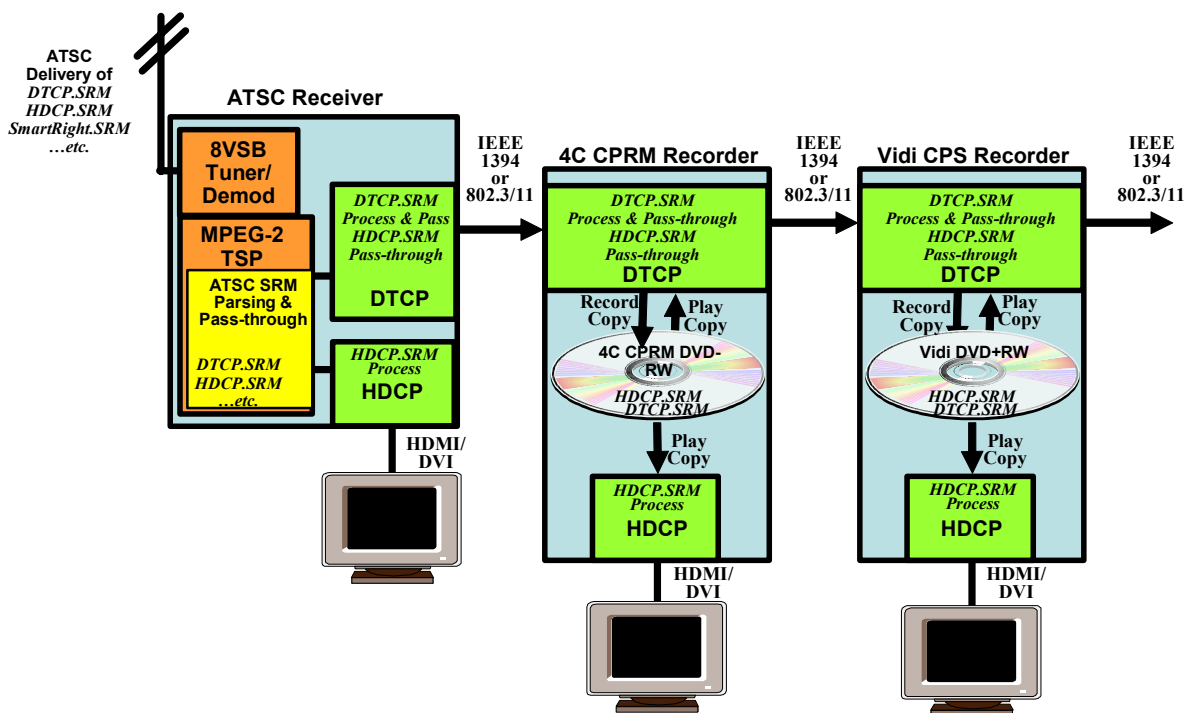 ATSC
Delivery of
DTCP.SRM
HDCP.SRM
SmartRight.SRM
…etc.
ATSC Receiver
8VSB
Tuner/
Demod
MPEG-2
TSP
ATSC SRM
Parsing &
Pass-through
DTCP.SRM
HDCP.SRM
…etc.
DTCP.SRM
Process & Pass
HDCP.SRM
Pass-through
DTCP
HDCP.SRM
Process
HDCP
HDMI/
DVI
IEEE
1394
or
802.3/11
4C CPRM Recorder
DTCP.SRM
Process & Pass-through
HDCP.SRM
Pass-through
DTCP
Record
Copy
Play
Copy
4C CPRM DVD-
RW
HDCP.SRM
DTCP.SRM
Play
Copy
HDCP.SRM
Process
HDCP
HDMI/
DVI
IEEE
1394
or
802.3/11
Vidi CPS Recorder
DTCP.SRM
Process & Pass-through
HDCP.SRM
Pass-through
DTCP
Record
Copy
Play
Copy
Vidi DVD+RW
HDCP.SRM
DTCP.SRM
Play
Copy
HDCP.SRM
Process
HDCP
HDMI/
DVI
IEEE
1394
or
802.3/11